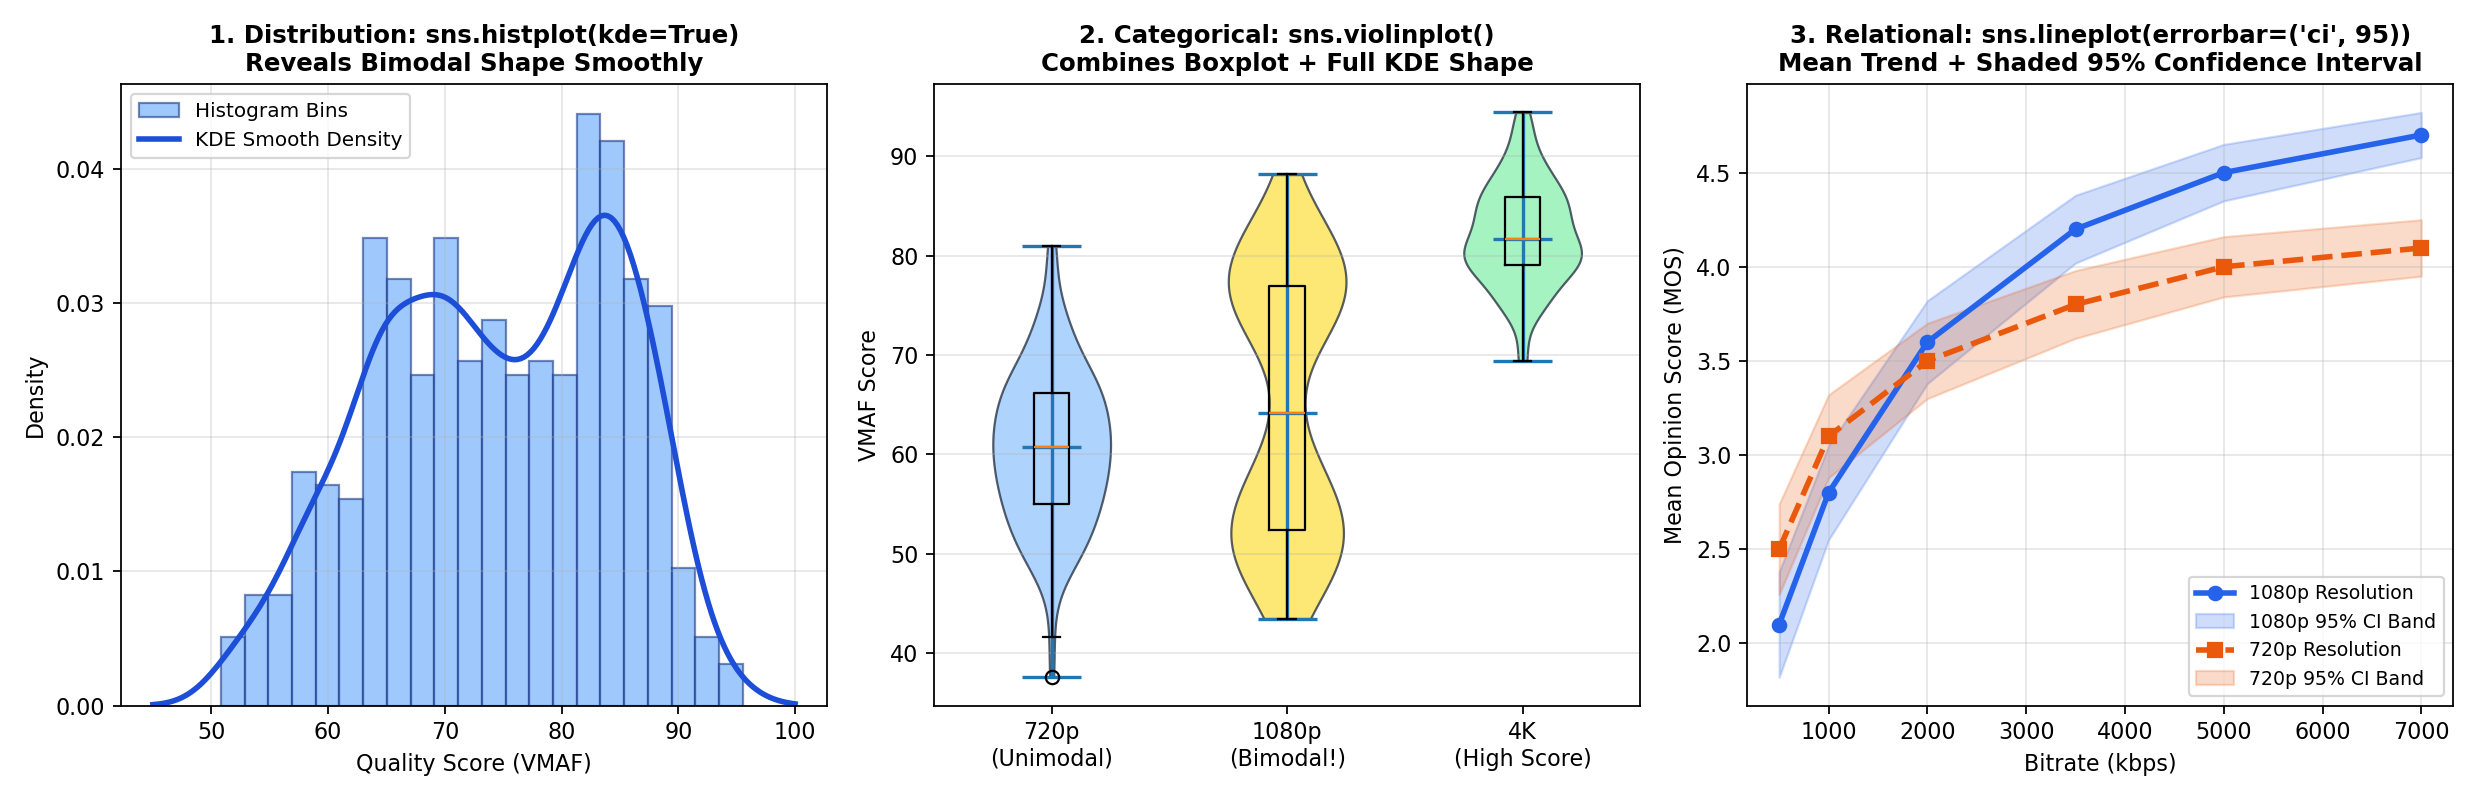 1. Distribution: sns.histplot(kde=True)
Reveals Bimodal Shape Smoothly
Histogram Bins
KDE Smooth Density
Density
0.04
0.03
0.02
0.01
0.00
50 60 70 80 90 100
Quality Score (VMAF)
2. Categorical: sns.violinplot()
Combines Boxplot + Full KDE Shape
VMAF Score
90
80
70
60
50
40
720p 1080p 4K
(Unimodal) (Bimodal!) (High Score)
3. Relational: sns.lineplot(errorbar=('ci', 95))
Mean Trend + Shaded 95% Confidence Interval
Mean Opinion Score (MOS)
4.5
4.0
3.5
3.0
2.5
2.0
1080p Resolution
1080p 95% CI Band
720p Resolution
720p 95% CI Band
1000 2000 3000 4000 5000 6000 7000
Bitrate (kbps)